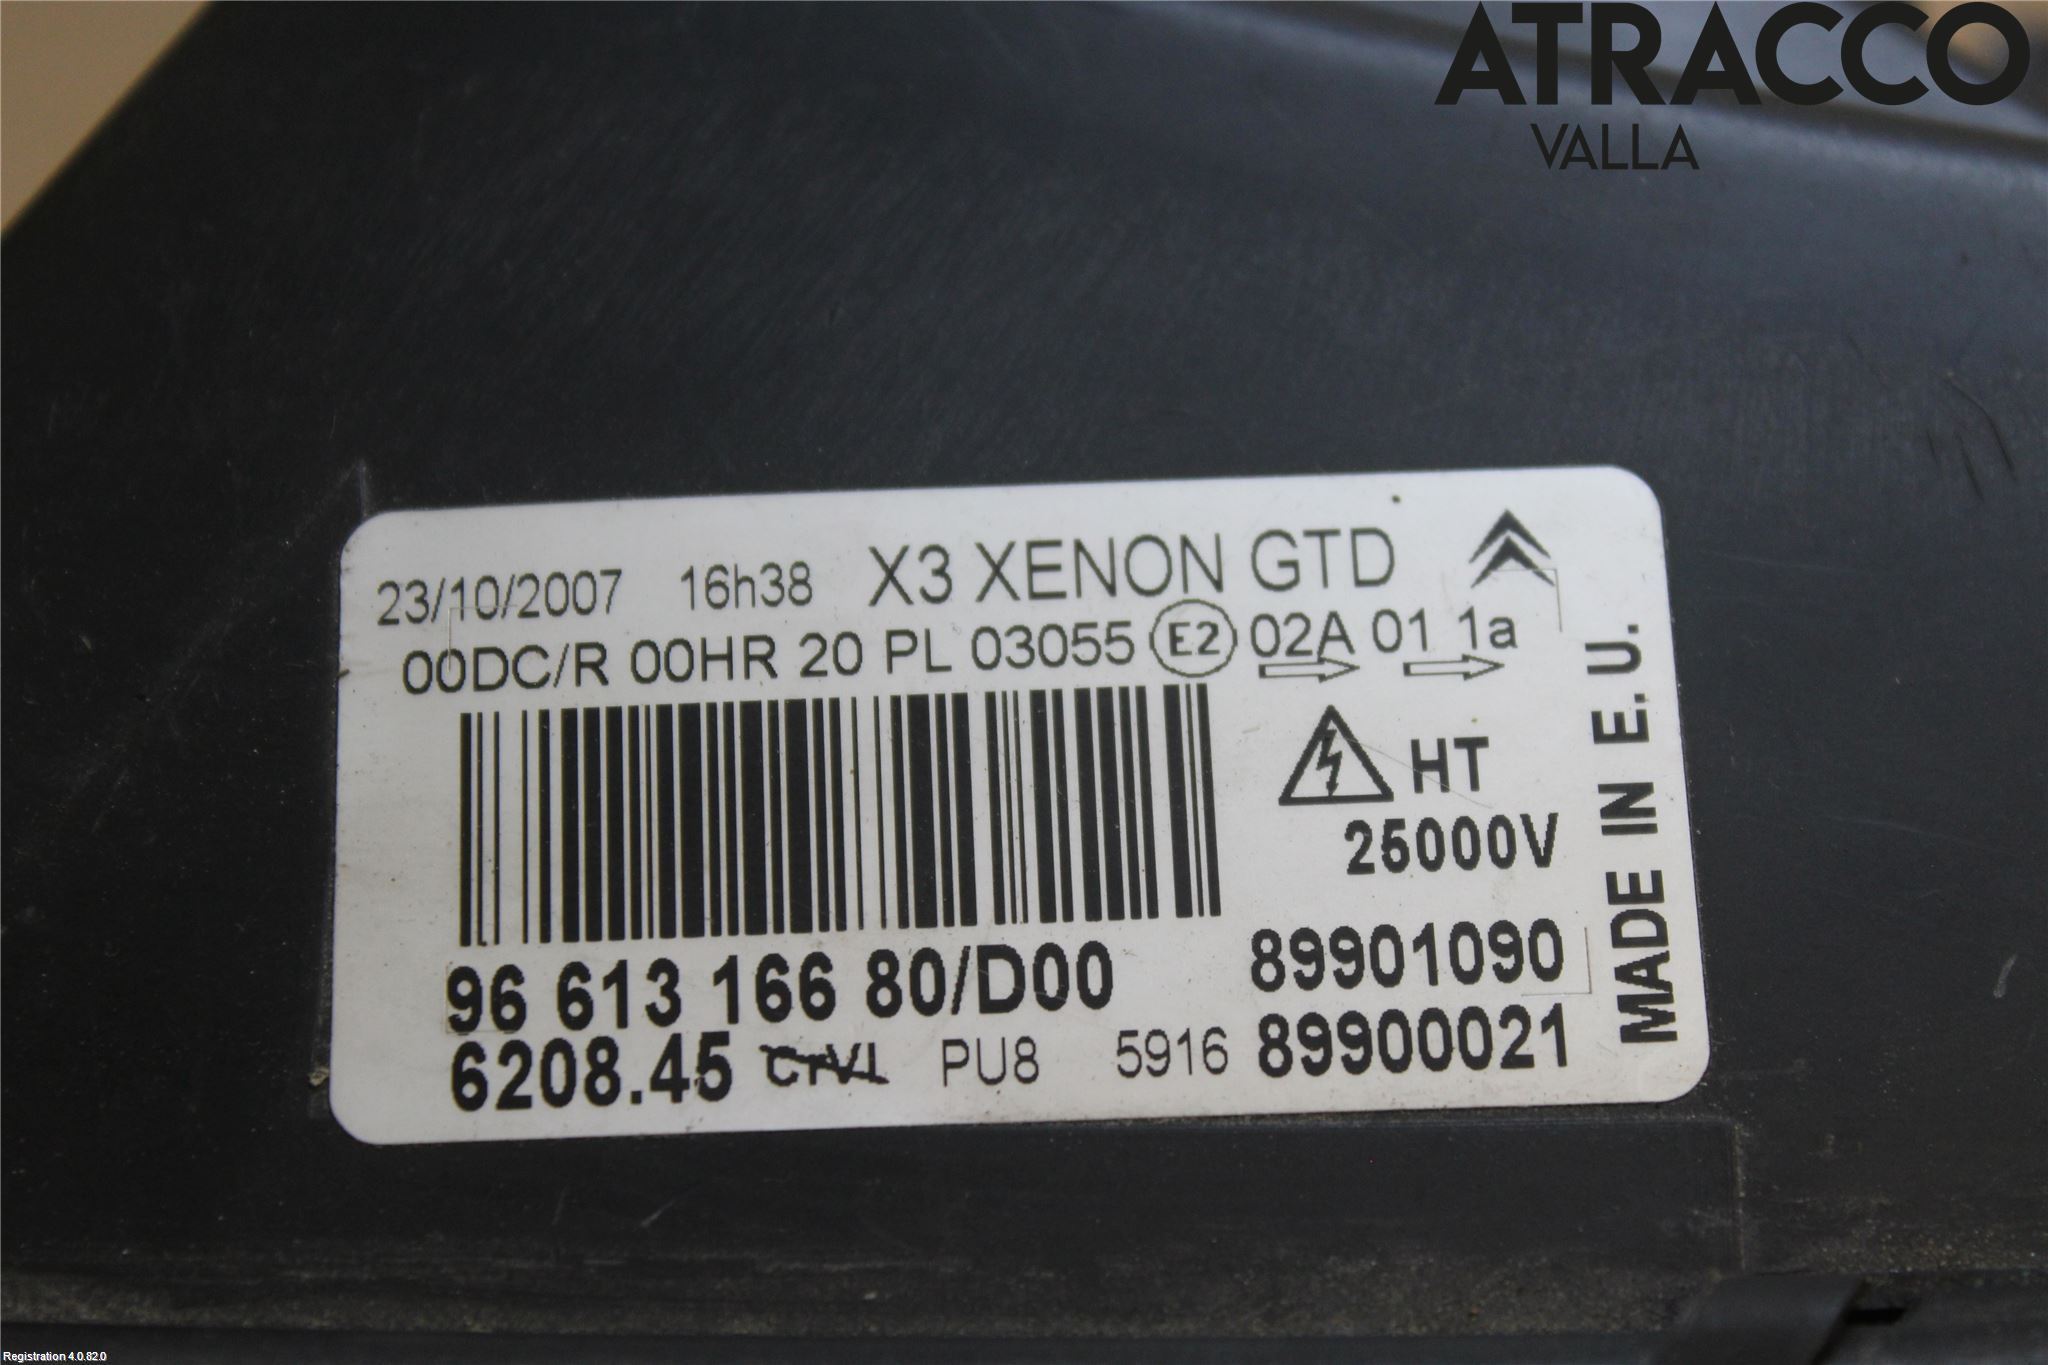 ATRACCO
VALLA
23/10/2007 16h38 X3 XENON GTD
00DC/R 00HR 20 PL 03055 E2 02A 01 1a
HT
25000V
96 613 166 80/D00
89901090
6208.45 PU8 5916 89900021
MADE IN E.U.
Registration 4.0.82.0